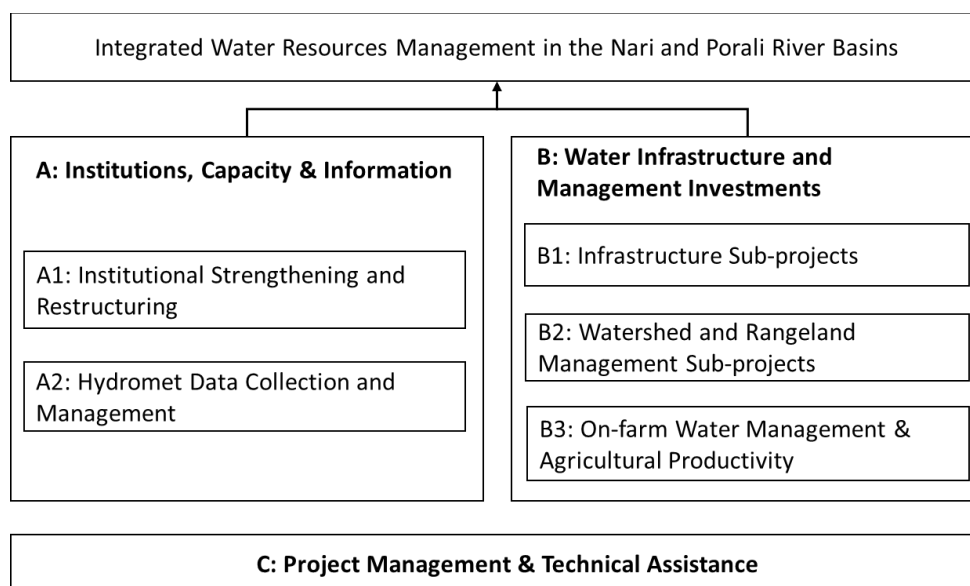 Integrated Water Resources Management in the Nari and Porali River Basins
A: Institutions, Capacity & Information
A1: Institutional Strengthening and
Restructuring
A2: Hydromet Data Collection and
Management
B: Water Infrastructure and
Management Investments
B1: Infrastructure Sub-projects
B2: Watershed and Rangeland
Management Sub-projects
B3: On-farm Water Management &
Agricultural Productivity
C: Project Management & Technical Assistance